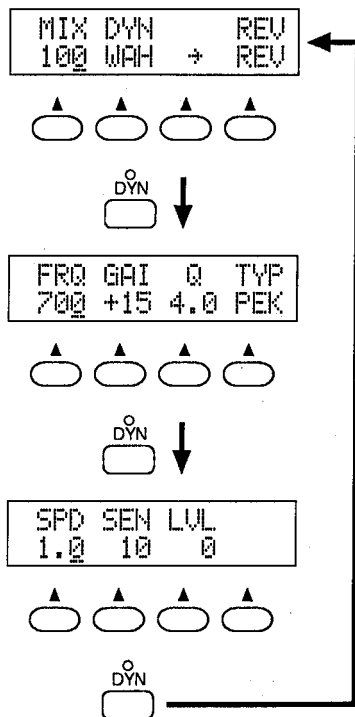 MIX DYN REV
100 WAH → REV
DYN
FRQ GAI Q TYP
700 +15 4.0 PEK
DYN
SPD SEN LVL
1.0 10 0
DYN